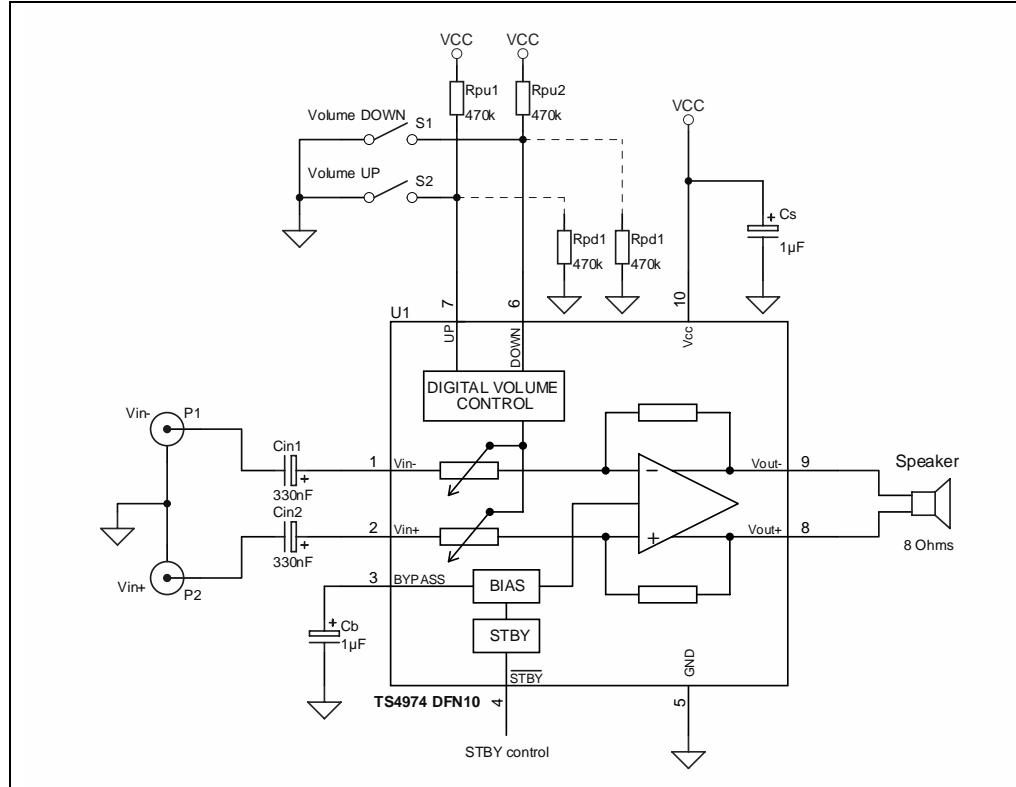 VCC
VCC
Rpu1
470k
Rpu2
470k
VCC
Volume DOWN
S1
Volume UP
S2
Cs
+
1µF
Rpd1
470k
Rpd1
470k
7
6
10
U1
UP
DOWN
Vcc
DIGITAL VOLUME
CONTROL
Vin-
P1
Cin1
+
330nF
1
Vin-
−
Vout-
9
Speaker
Cin2
+
330nF
2
Vin+
+
Vout+
8
8 Ohms
Vin+
P2
3
BYPASS
BIAS
+
Cb
1µF
STBY
STBY
GND
TS4974 DFN10
4
5
STBY control